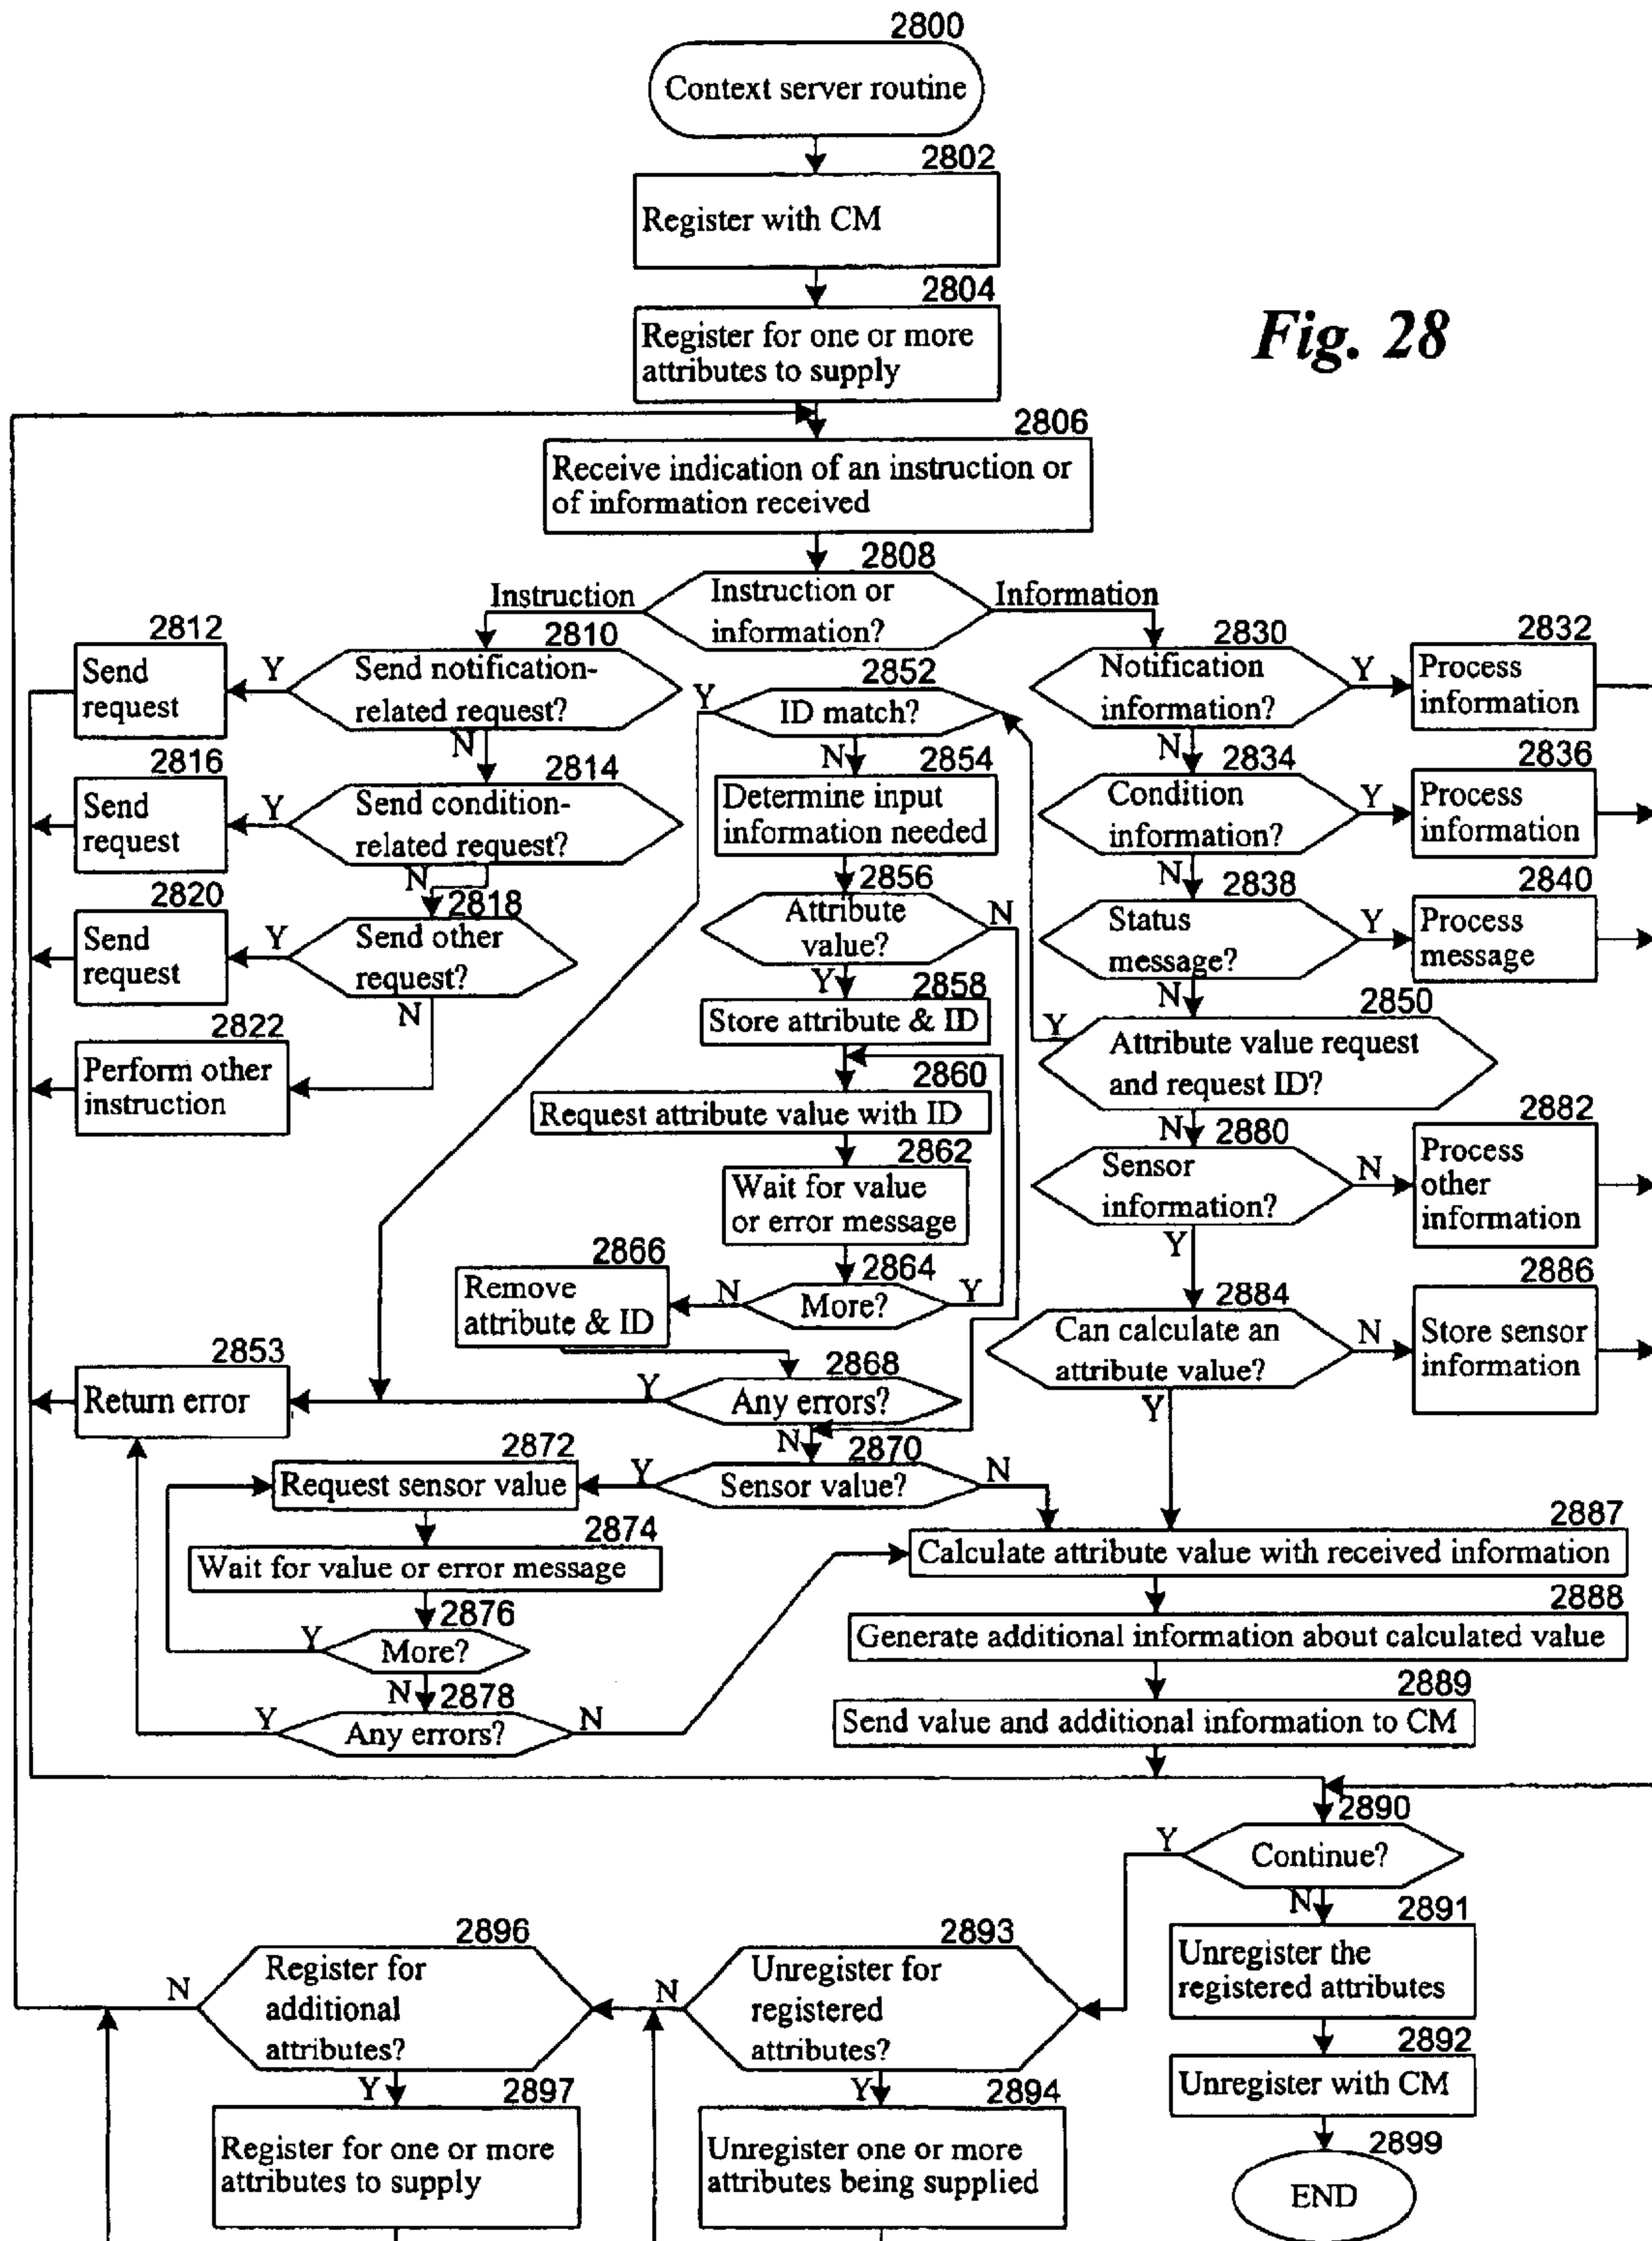 2800
Context server routine
2802
Register with CM
2804
Register for one or more
attributes to supply
Fig. 28
2806
Receive indication of an instruction or
of information received
2808
Instruction or
information?
Instruction
Information
2810
Send notification-
related request?
Y
N
2812
Send
request
2814
Send condition-
related request?
Y
N
2816
Send
request
2818
Send other
request?
Y
N
2820
Send
request
2822
Perform other
instruction
2830
Notification
information?
Y
N
2832
Process
information
2834
Condition
information?
Y
N
2836
Process
information
2838
Status
message?
Y
N
2840
Process
message
2850
Attribute value request
and request ID?
Y
N
2852
ID match?
Y
N
2854
Determine input
information needed
2856
Attribute
value?
N
Y
2858
Store attribute & ID
2860
Request attribute value with ID
2862
Wait for value
or error message
2864
More?
Y
N
2866
Remove
attribute & ID
2868
Any errors?
Y
N
2853
Return error
2870
Sensor value?
Y
N
2872
Request sensor value
2874
Wait for value or error message
2876
More?
Y
N
2878
Any errors?
Y
N
2880
Sensor
information?
N
Y
2882
Process
other
information
2884
Can calculate an
attribute value?
N
Y
2886
Store sensor
information
2887
Calculate attribute value with received information
2888
Generate additional information about calculated value
2889
Send value and additional information to CM
2890
Continue?
Y
N
2891
Unregister the
registered attributes
2892
Unregister with CM
2899
END
2893
Unregister for
registered
attributes?
N
Y
2894
Unregister one or more
attributes being supplied
2896
Register for
additional
attributes?
N
Y
2897
Register for one or more
attributes to supply